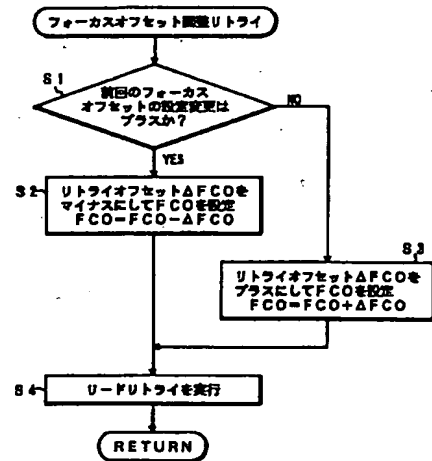 フォーカスオフセット調整リトライ
S1
前回のフォーカス
オフセットの設定変更は
プラスか?
NO
YES
S2
リトライオフセットΔFCOを
マイナスにしてFCOを設定
FCO=FCO-ΔFCO
S3
リトライオフセットΔFCOを
プラスにしてFCOを設定
FCO=FCO+ΔFCO
S4
リードリトライを実行
RETURN